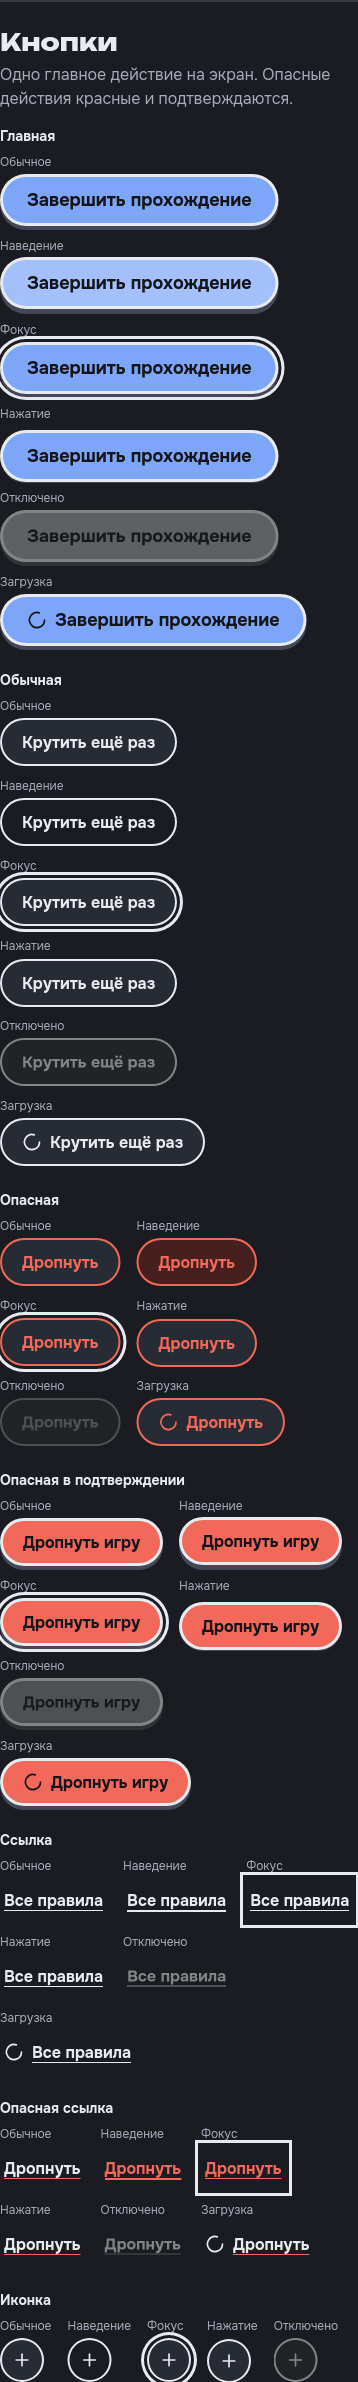 Кнопки
Одно главное действие на экран. Опасные
действия красные и подтверждаются.
Главная
Обычное
Завершить прохождение
Наведение
Завершить прохождение
Фокус
Завершить прохождение
Нажатие
Завершить прохождение
Отключено
Завершить прохождение
Загрузка
Завершить прохождение
Обычная
Обычное
Крутить ещё раз
Наведение
Крутить ещё раз
Фокус
Крутить ещё раз
Нажатие
Крутить ещё раз
Отключено
Крутить ещё раз
Загрузка
Крутить ещё раз
Опасная
Обычное Наведение
Дропнуть Дропнуть
Фокус Нажатие
Дропнуть Дропнуть
Отключено Загрузка
Дропнуть Дропнуть
Опасная в подтверждении
Обычное Наведение
Дропнуть игру Дропнуть игру
Фокус Нажатие
Дропнуть игру Дропнуть игру
Отключено
Дропнуть игру
Загрузка
Дропнуть игру
Ссылка
Обычное Наведение Фокус
Все правила Все правила Все правила
Нажатие Отключено
Все правила Все правила
Загрузка
Все правила
Опасная ссылка
Обычное Наведение Фокус
Дропнуть Дропнуть Дропнуть
Нажатие Отключено Загрузка
Дропнуть Дропнуть Дропнуть
Иконка
Обычное Наведение Фокус Нажатие Отключено